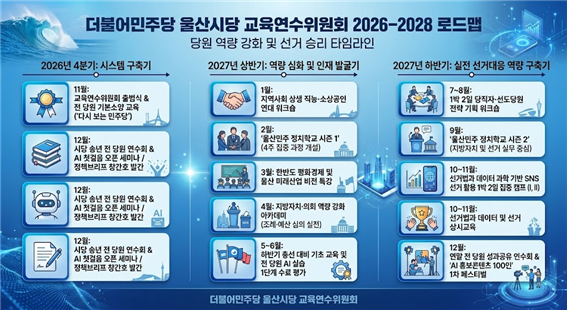 더불어민주당 울산시당 교육연수위원회 2026-2028 로드맵
당원 역량 강화 및 선거 승리 타임라인
2026년 4분기: 시스템 구축기
11월:
교육연수위원회 출범식 &
전 당원 기본소양 교육
('다시 보는 민주당')
12월:
시당 송년 전 당원 연수회 &
AI 첫걸음 오픈 세미나 /
정책브리프 창간호 발간
12월:
시당 송년 전 당원 연수회 &
AI 첫걸음 오픈 세미나 /
정책브리프 창간호 발간
AI
12월:
시당 송년 전 당원 연수회 &
AI 첫걸음 오픈 세미나 /
정책브리프 창간호 발간
2027년 상반기: 역량 심화 및 인재 발굴기
1월:
지역사회 상생 직능·소상공인
연대 워크숍
2월:
'울산민주 정치학교 시즌 1'
(4주 집중 과정 개설)
3월: 한반도 평화경제 및
울산 미래산업 비전 특강
4월: 지방자치·의회 역량 강화
아카데미
(조례·예산 심의 실전)
5~6월:
하반기 총선 대비 기초 교육 및
전 당원 AI 실습
1단계 수료 평가
2027년 하반기: 실전 선거대응 역량 구축기
7~8월:
1박 2일 당직자·선도당원
전략 기획 워크숍
9월:
'울산민주 정치학교 시즌 2'
(지방자치 및 선거 실무 중심)
10~11월:
선거법과 데이터 과학 기반 SNS
선거 활용 1박 2일 집중 캠프 (I, II)
10~11월:
선거법과 데이터 및 선거
상시교육
12월:
연말 전 당원 성과공유 연수회 &
'AI 홍보콘텐츠 100인'
1차 페스티벌
더불어민주당 울산시당 교육연수위원회